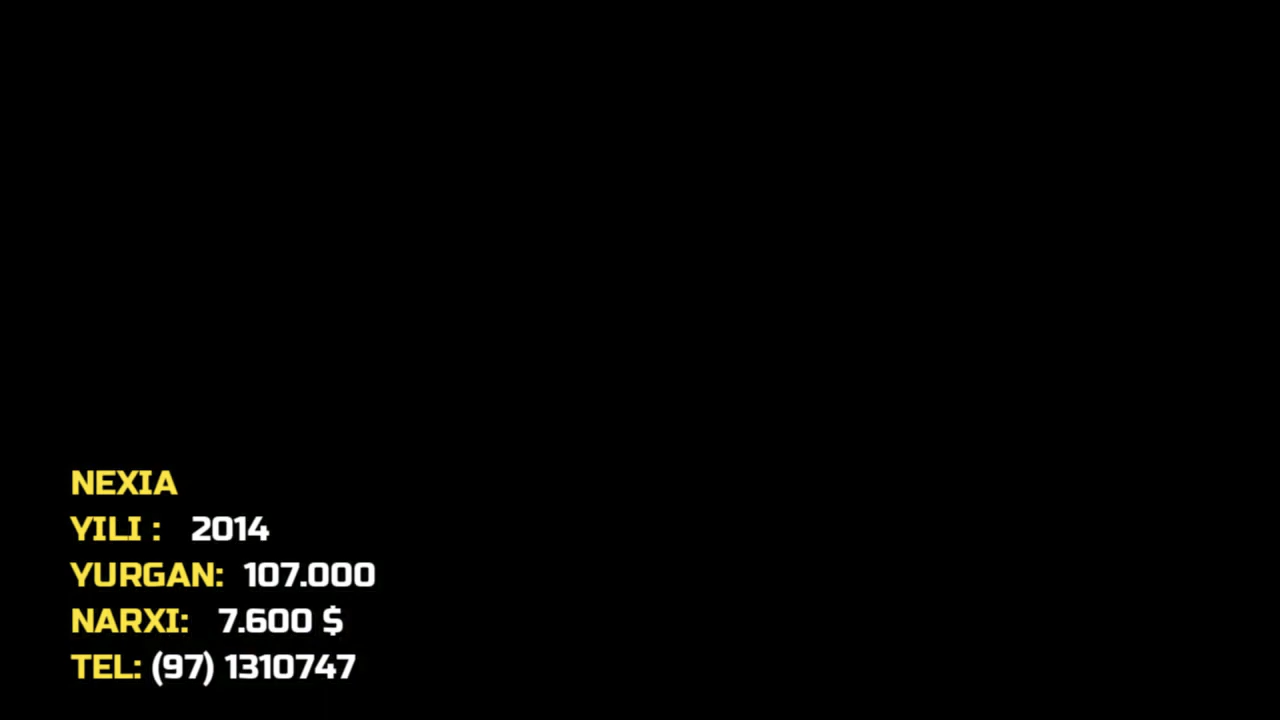 NEXIA
YILI : 2014
YURGAN: 107.000
NARXI: 7.600 $
TEL: (97) 1310747